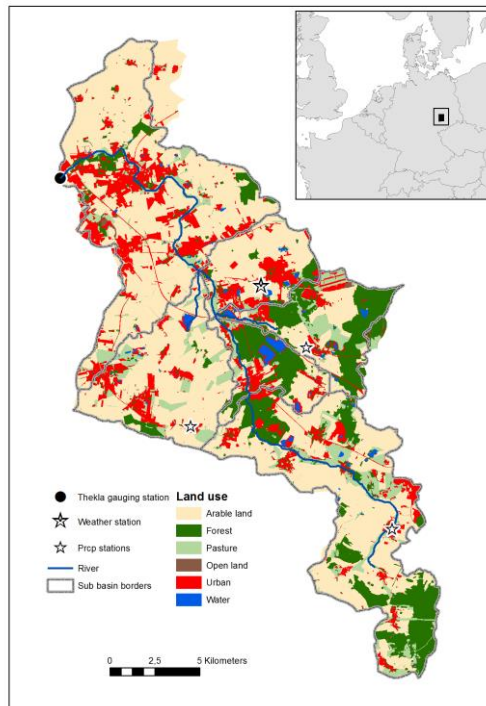 Thekla gauging station
Weather station
Prcp stations
River
Sub basin borders
Land use
Arable land
Forest
Pasture
Open land
Urban
Water
0 2,5 5 Kilometers